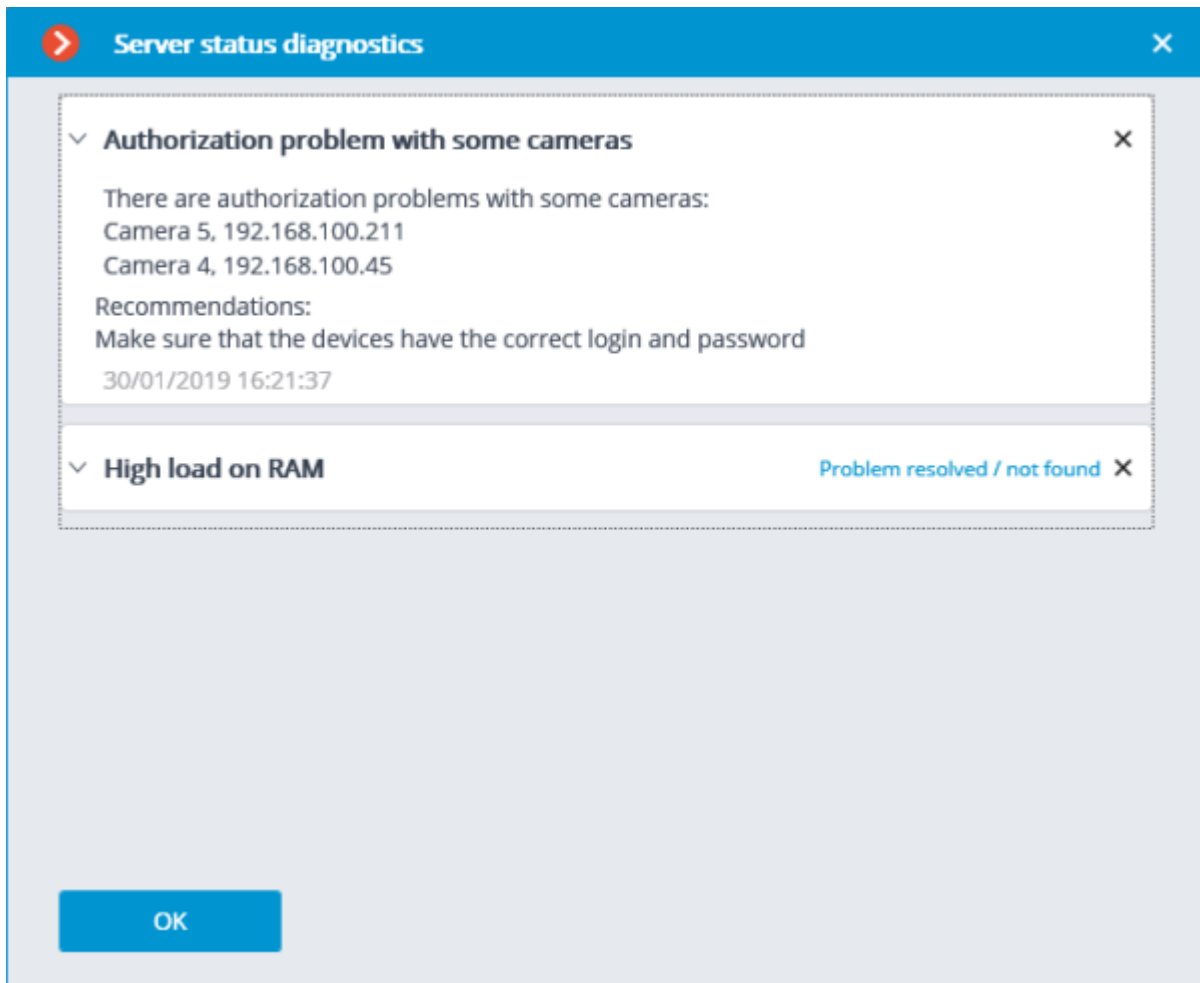 Server status diagnostics
Authorization problem with some cameras
There are authorization problems with some cameras:
Camera 5, 192.168.100.211
Camera 4, 192.168.100.45
Recommendations:
Make sure that the devices have the correct login and password
30/01/2019 16:21:37
High load on RAM Problem resolved / not found
OK